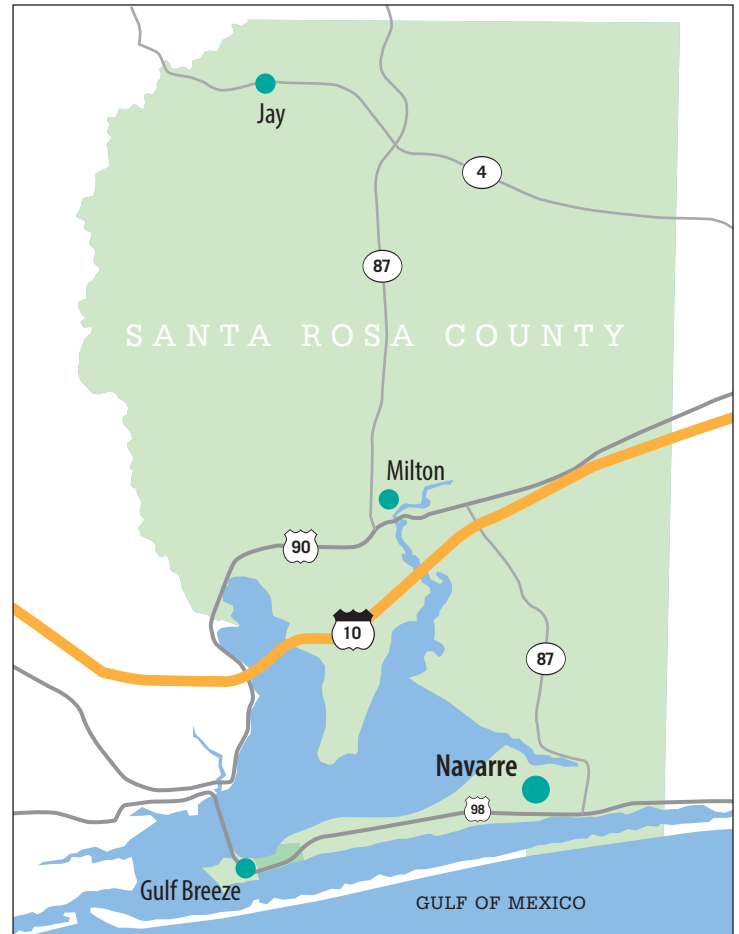 Jay
4
87
SANTA ROSA COUNTY
Milton
90
10
87
Navarre
98
Gulf Breeze
GULF OF MEXICO